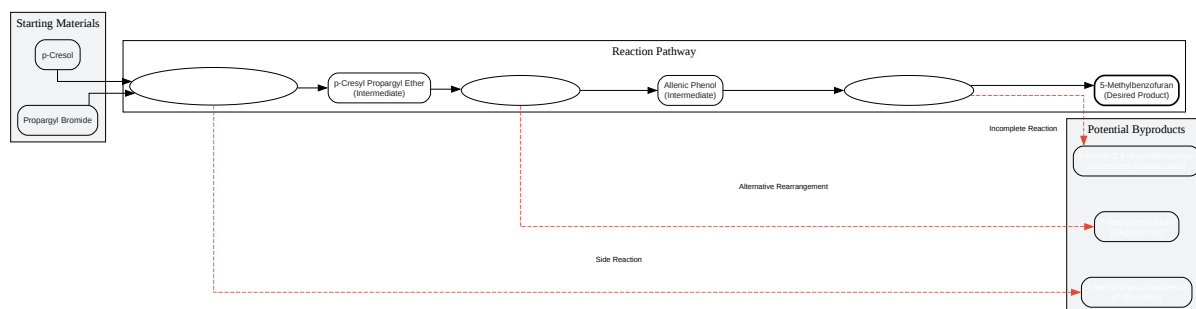 Starting Materials
p-Cresol
Propargyl Bromide
Reaction Pathway
p-Cresyl Propargyl Ether
(Intermediate)
Allenic Phenol
(Intermediate)
5-Methylbenzofuran
(Desired Product)
Incomplete Reaction
Potential Byproducts
Alternative Rearrangement
Side Reaction